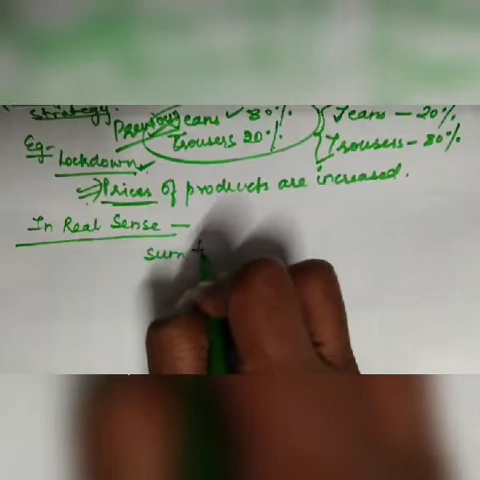 strategy.
Previous Jeans 80% Jeans — 20%
Eg- Trousers 20% Trousers — 80%
Lockdown
Prices of products are increased.
In Real Sense —
sum